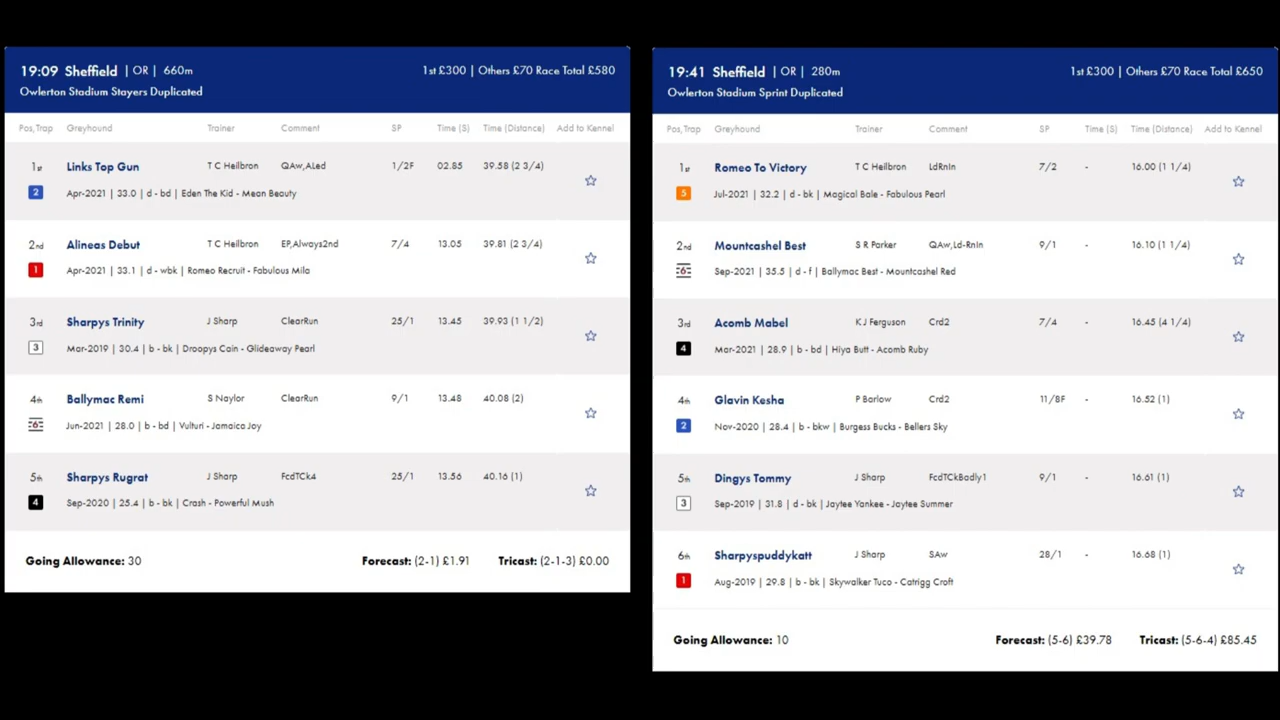 19:09 Sheffield | OR | 660m 1st £300 | Others £70 Race Total £580
Owlerton Stadium Stayers Duplicated
Pos,Trap Greyhound Trainer Comment SP Time (S) Time (Distance) Add to Kennel
1st Links Top Gun T C Heilbron QAw,ALed 1/2F 02.85 39.58 (2 3/4)
2 Apr-2021 | 33.0 | d - bd | Eden The Kid - Mean Beauty
2nd Alineas Debut T C Heilbron EP,Always2nd 7/4 13.05 39.81 (2 3/4)
1 Apr-2021 | 33.1 | d - wbk | Romeo Recruit - Fabulous Mila
3rd Sharpys Trinity J Sharp ClearRun 25/1 13.45 39.93 (1 1/2)
3 Mar-2019 | 30.4 | b - bk | Droopys Cain - Glideaway Pearl
4th Ballymac Remi S Naylor ClearRun 9/1 13.48 40.08 (2)
6 Jun-2021 | 28.0 | b - bd | Vulturi - Jamaica Joy
5th Sharpys Rugrat J Sharp FcdTCk4 25/1 13.56 40.16 (1)
4 Sep-2020 | 25.4 | b - bk | Crash - Powerful Mush
Going Allowance: 30 Forecast: (2-1) £1.91 Tricast: (2-1-3) £0.00
19:41 Sheffield | OR | 280m 1st £300 | Others £70 Race Total £650
Owlerton Stadium Sprint Duplicated
Pos,Trap Greyhound Trainer Comment SP Time (S) Time (Distance) Add to Kennel
1st Romeo To Victory T C Heilbron LdRnIn 7/2 - 16.00 (1 1/4)
5 Jul-2021 | 32.2 | d - bk | Magical Bale - Fabulous Pearl
2nd Mountcashel Best S R Parker QAw,Ld-RnIn 9/1 - 16.10 (1 1/4)
6 Sep-2021 | 35.5 | d - f | Ballymac Best - Mountcashel Red
3rd Acomb Mabel K J Ferguson Crd2 7/4 - 16.45 (4 1/4)
4 Mar-2021 | 28.9 | b - bd | Hiya Butt - Acomb Ruby
4th Glavin Kesha P Barlow Crd2 11/8F - 16.52 (1)
2 Nov-2020 | 28.4 | b - bkw | Burgess Bucks - Bellers Sky
5th Dingys Tommy J Sharp FcdTCkBadly1 9/1 - 16.61 (1)
3 Sep-2019 | 31.8 | d - bk | Jaytee Yankee - Jaytee Summer
6th Sharpyspuddykatt J Sharp SAw 28/1 - 16.68 (1)
1 Aug-2019 | 29.8 | b - bk | Skywalker Tuco - Catrigg Croft
Going Allowance: 10 Forecast: (5-6) £39.78 Tricast: (5-6-4) £85.45